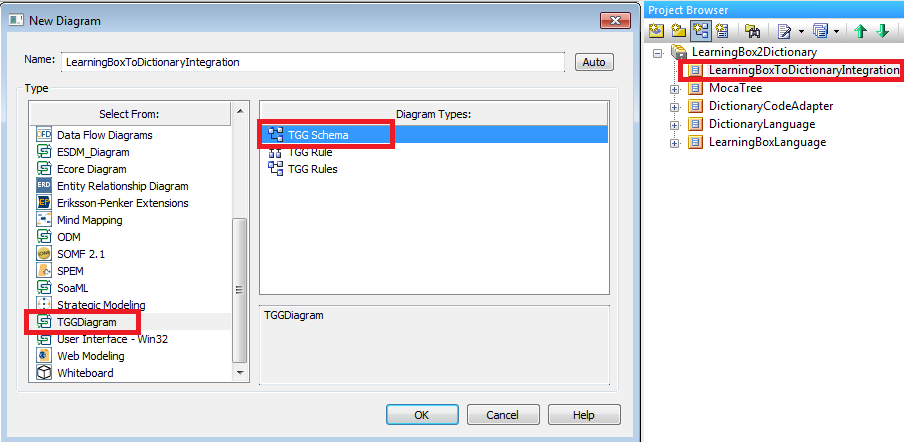 New Diagram
Name:
LearningBoxToDictionaryIntegration
Auto
Type
Select From:
FD Data Flow Diagrams
ESDM_Diagram
Ecore Diagram
ERD Entity Relationship Diagram
Eriksson-Penker Extensions
Mind Mapping
ODM
SOMF 2.1
SPEM
SoaML
Strategic Modeling
TGGDiagram
User Interface - Win32
Web Modeling
Whiteboard
Diagram Types:
TGG Schema
TGG Rule
TGG Rules
TGGDiagram
OK
Cancel
Help
Project Browser
LearningBox2Dictionary
LearningBoxToDictionaryIntegration
MocaTree
DictionaryCodeAdapter
DictionaryLanguage
LearningBoxLanguage